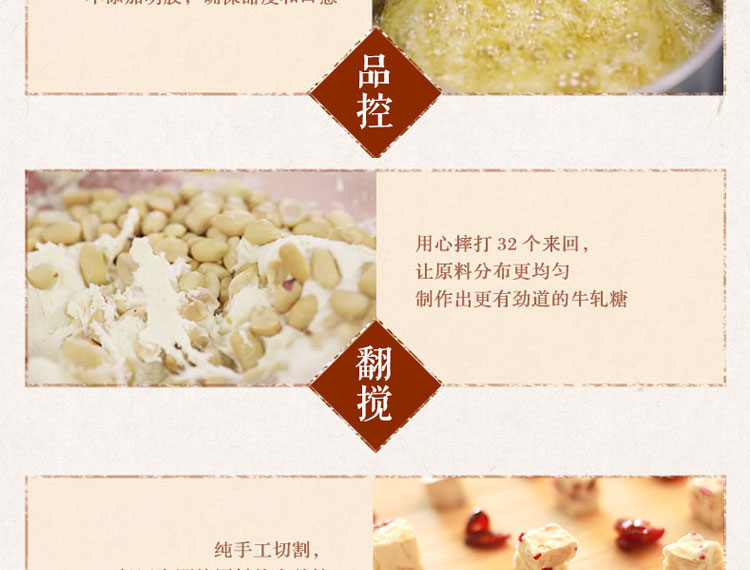 品控
用心摔打 32 个来回，
让原料分布更均匀
制作出更有劲道的牛轧糖
翻搅
纯手工切割，